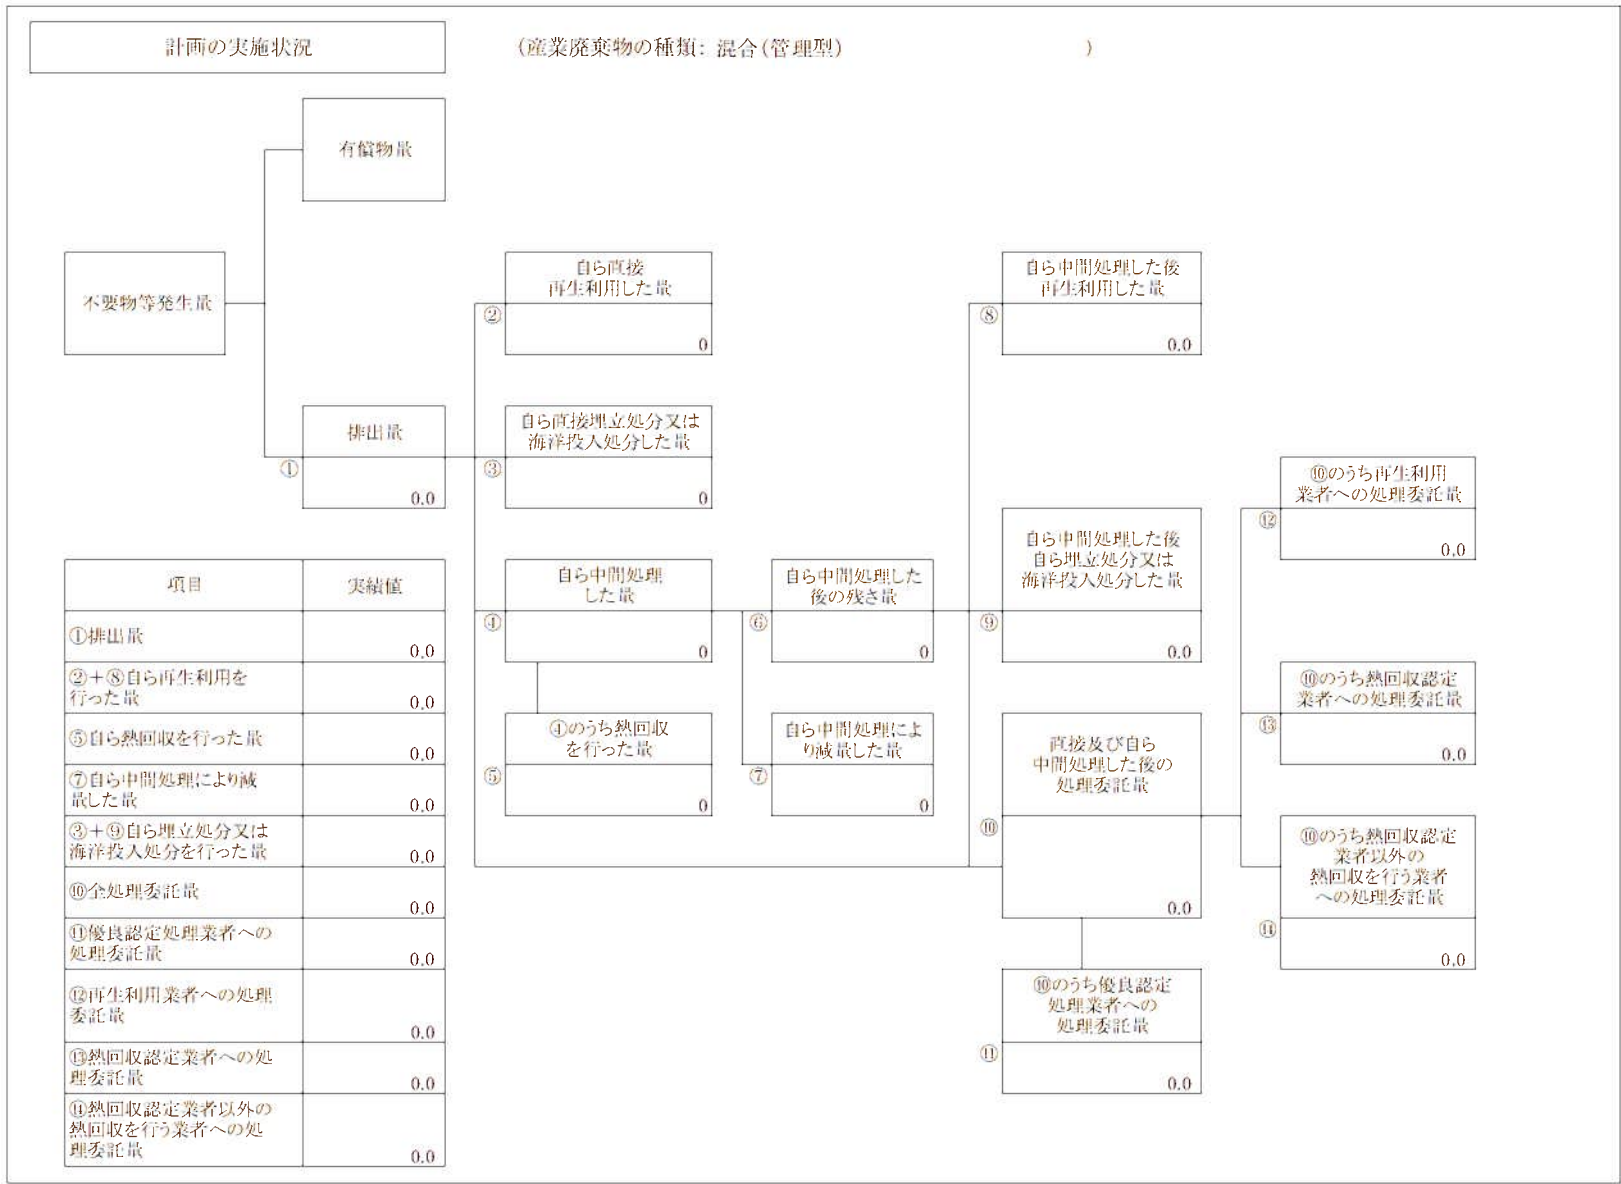 計画の実施状況
(産業廃棄物の種類: 混合(管理型) )
有償物量
不要物等発生量
排出量
①
0.0
自ら直接
再生利用した量
②
0
自ら直接埋立処分又は
海洋投入処分した量
③
0
自ら中間処理
した量
④
0
④のうち熱回収
を行った量
⑤
0
自ら中間処理した
後の残さ量
⑥
0
自ら中間処理によ
り減量した量
⑦
0
自ら中間処理した後
再生利用した量
⑧
0.0
自ら中間処理した後
自ら埋立処分又は
海洋投入処分した量
⑨
0.0
直接及び自ら
中間処理した後の
処理委託量
⑩
0.0
⑩のうち優良認定
処理業者への
処理委託量
⑪
0.0
⑩のうち再生利用
業者への処理委託量
⑫
0.0
⑩のうち熱回収認定
業者への処理委託量
⑬
0.0
⑩のうち熱回収認定
業者以外の
熱回収を行う業者
への処理委託量
⑭
0.0
項目 実績値
①排出量
0.0
②+⑧自ら再生利用を
行った量
0.0
⑤自ら熱回収を行った量
0.0
⑦自ら中間処理により減
量した量
0.0
③+⑨自ら埋立処分又は
海洋投入処分を行った量
0.0
⑩全処理委託量
0.0
⑪優良認定処理業者への
処理委託量
0.0
⑫再生利用業者への処理
委託量
0.0
⑬熱回収認定業者への処
理委託量
0.0
⑭熱回収認定業者以外の
熱回収を行う業者への処
理委託量
0.0